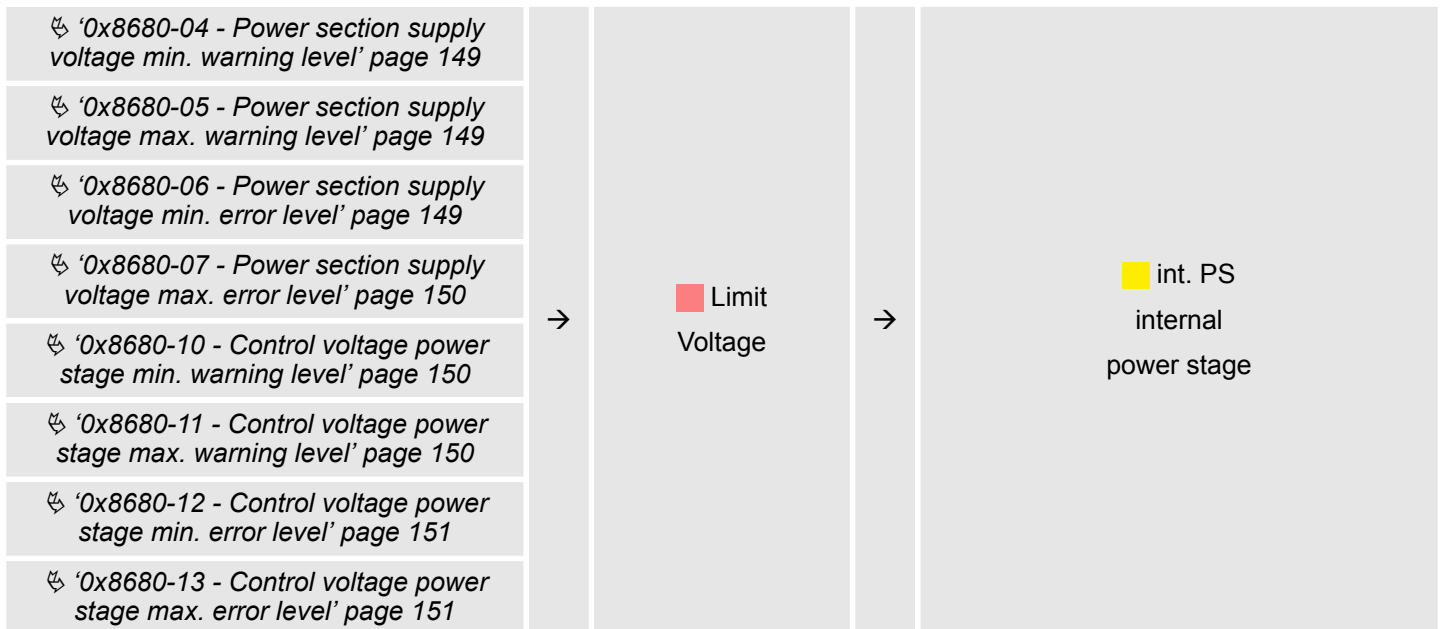 ↳ ‘0x8680-04 - Power section supply
voltage min. warning level’ page 149
↳ ‘0x8680-05 - Power section supply
voltage max. warning level’ page 149
↳ ‘0x8680-06 - Power section supply
voltage min. error level’ page 149
↳ ‘0x8680-07 - Power section supply
voltage max. error level’ page 150
↳ ‘0x8680-10 - Control voltage power
stage min. warning level’ page 150
↳ ‘0x8680-11 - Control voltage power
stage max. warning level’ page 150
↳ ‘0x8680-12 - Control voltage power
stage min. error level’ page 151
↳ ‘0x8680-13 - Control voltage power
stage max. error level’ page 151
→
Limit
Voltage
→
int. PS
internal
power stage